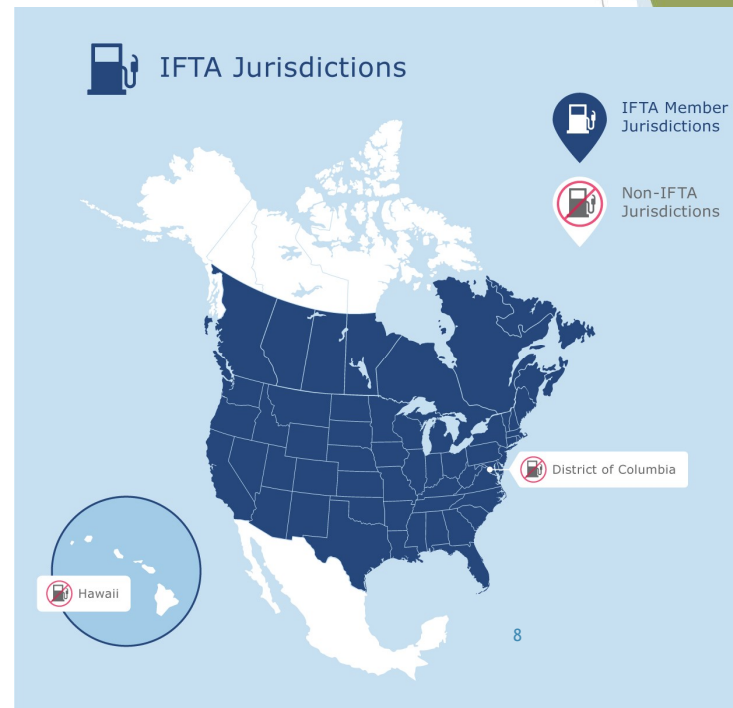 IFTA Jurisdictions
IFTA Member
Jurisdictions
Non-IFTA
Jurisdictions
District of Columbia
Hawaii
8